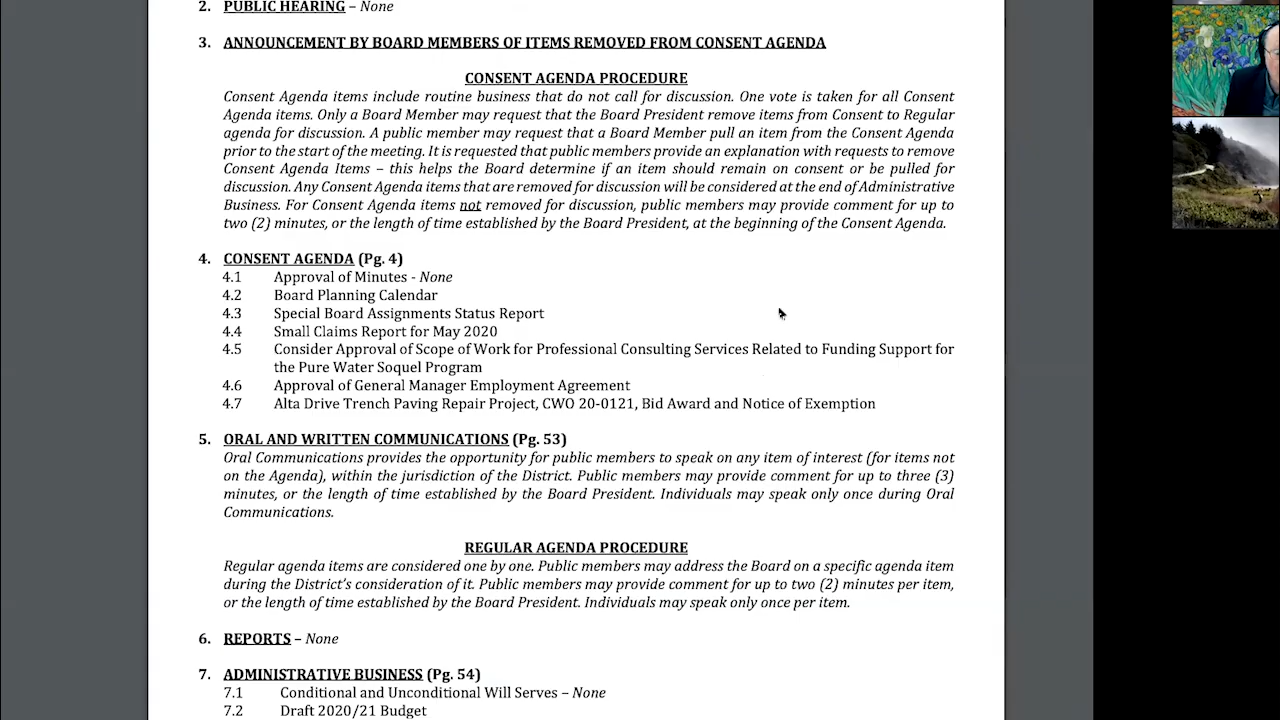 2. PUBLIC HEARING – None
3. ANNOUNCEMENT BY BOARD MEMBERS OF ITEMS REMOVED FROM CONSENT AGENDA
CONSENT AGENDA PROCEDURE
Consent Agenda items include routine business that do not call for discussion. One vote is taken for all Consent
Agenda items. Only a Board Member may request that the Board President remove items from Consent to Regular
agenda for discussion. A public member may request that a Board Member pull an item from the Consent Agenda
prior to the start of the meeting. It is requested that public members provide an explanation with requests to remove
Consent Agenda Items – this helps the Board determine if an item should remain on consent or be pulled for
discussion. Any Consent Agenda items that are removed for discussion will be considered at the end of Administrative
Business. For Consent Agenda items not removed for discussion, public members may provide comment for up to
two (2) minutes, or the length of time established by the Board President, at the beginning of the Consent Agenda.
4. CONSENT AGENDA (Pg. 4)
4.1 Approval of Minutes - None
4.2 Board Planning Calendar
4.3 Special Board Assignments Status Report
4.4 Small Claims Report for May 2020
4.5 Consider Approval of Scope of Work for Professional Consulting Services Related to Funding Support for
the Pure Water Soquel Program
4.6 Approval of General Manager Employment Agreement
4.7 Alta Drive Trench Paving Repair Project, CWO 20-0121, Bid Award and Notice of Exemption
5. ORAL AND WRITTEN COMMUNICATIONS (Pg. 53)
Oral Communications provides the opportunity for public members to speak on any item of interest (for items not
on the Agenda), within the jurisdiction of the District. Public members may provide comment for up to three (3)
minutes, or the length of time established by the Board President. Individuals may speak only once during Oral
Communications.
REGULAR AGENDA PROCEDURE
Regular agenda items are considered one by one. Public members may address the Board on a specific agenda item
during the District's consideration of it. Public members may provide comment for up to two (2) minutes per item,
or the length of time established by the Board President. Individuals may speak only once per item.
6. REPORTS – None
7. ADMINISTRATIVE BUSINESS (Pg. 54)
7.1 Conditional and Unconditional Will Serves – None
7.2 Draft 2020/21 Budget